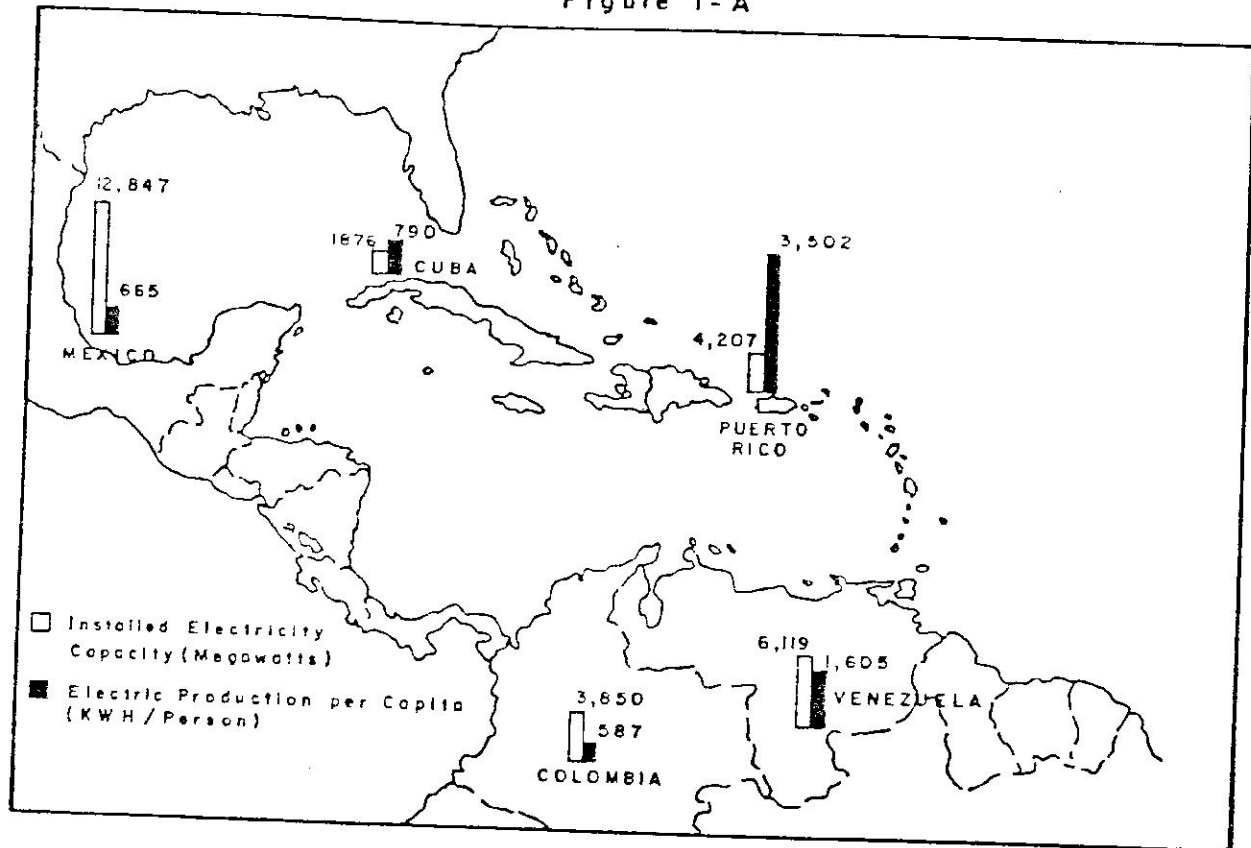 Figure 1-A
12,847
665
MEXICO
1876
790
CUBA
3,502
4,207
PUERTO
RICO
Installed Electricity
Capacity (Megawatts)
Electric Production per Capita
(KWH/Person)
3,850
587
COLOMBIA
6,119
1,605
VENEZUELA